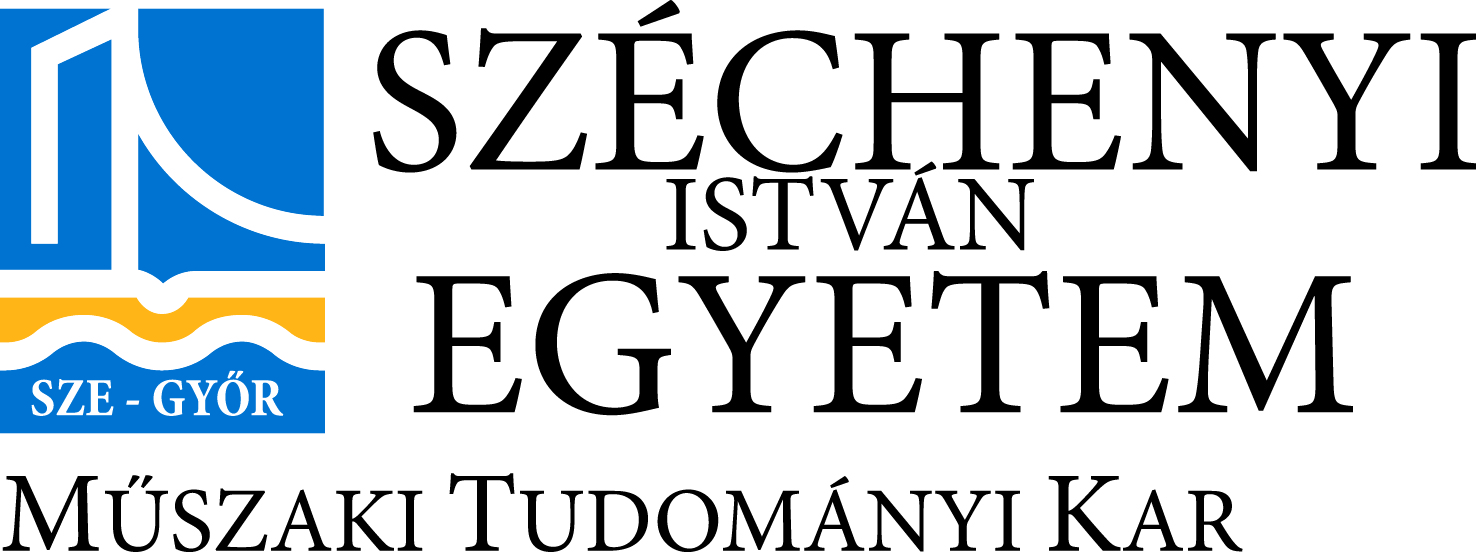 SZÉCHENYI
ISTVÁN
EGYETEM
SZE - GYŐR
MŰSZAKI TUDOMÁNYI KAR